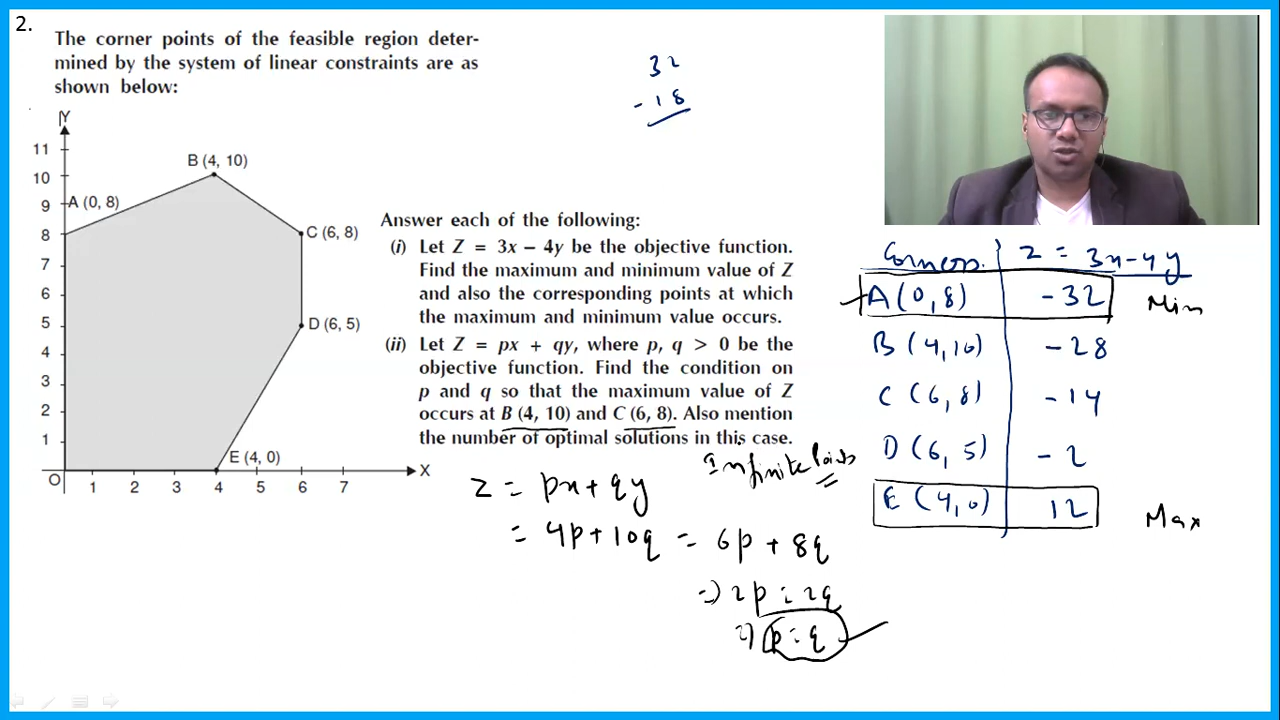 2.
The corner points of the feasible region deter-
mined by the system of linear constraints are as
shown below:
32
-18
Y
11
10
9
8
7
6
5
4
3
2
1
B (4, 10)
A (0, 8)
C (6, 8)
D (6, 5)
E (4, 0)
O
1 2 3 4 5 6 7
X
Answer each of the following:
(i) Let Z = 3x – 4y be the objective function.
Find the maximum and minimum value of Z
and also the corresponding points at which
the maximum and minimum value occurs.
(ii) Let Z = px + qy, where p, q > 0 be the
objective function. Find the condition on
p and q so that the maximum value of Z
occurs at B (4, 10) and C (6, 8). Also mention
the number of optimal solutions in this case.
Infinite Points
Z = px + qy
= 4p + 10q = 6p + 8q
=) 2p = 2q
=) p = q
Corners. Z = 3x-4y
A (0, 8) -32 Min
B (4, 10) -28
C (6, 8) -14
D (6, 5) -2
E (4, 0) 12 Max